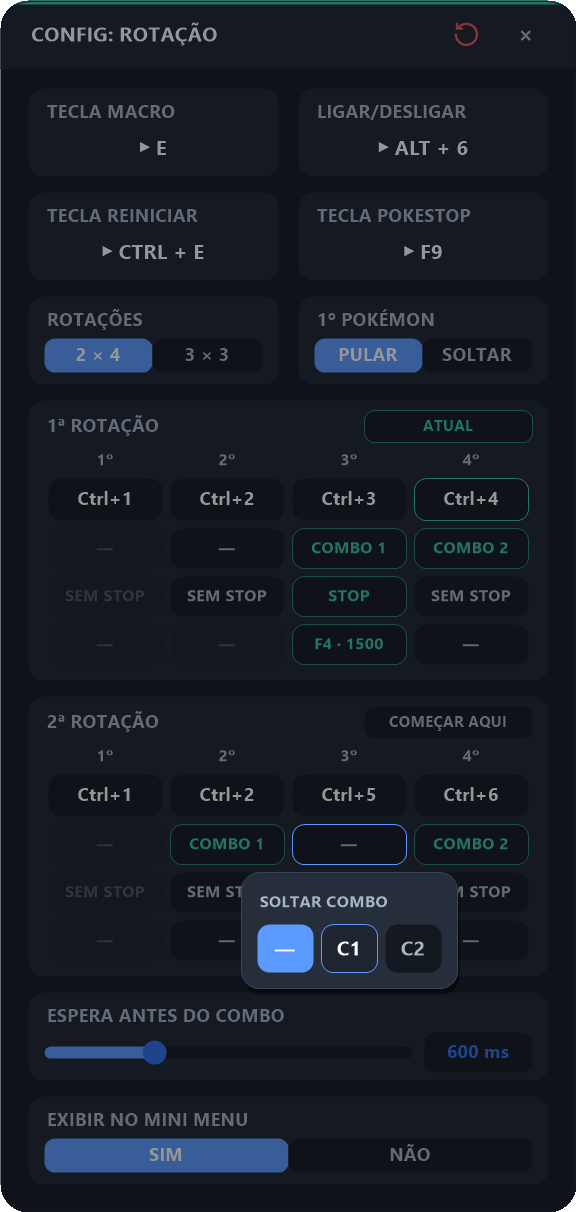 CONFIG: ROTAÇÃO ×
TECLA MACRO
▸ E
LIGAR/DESLIGAR
▸ ALT + 6
TECLA REINICIAR
▸ CTRL + E
TECLA POKESTOP
▸ F9
ROTAÇÕES
2 × 4 3 × 3
1º POKÉMON
PULAR SOLTAR
1ª ROTAÇÃO ATUAL
1º 2º 3º 4º
Ctrl+1 Ctrl+2 Ctrl+3 Ctrl+4
— — COMBO 1 COMBO 2
SEM STOP SEM STOP STOP SEM STOP
— — F4 · 1500 —
2ª ROTAÇÃO COMEÇAR AQUI
1º 2º 3º 4º
Ctrl+1 Ctrl+2 Ctrl+5 Ctrl+6
— COMBO 1 — COMBO 2
SEM STOP SEM ST M STOP
— — —
SOLTAR COMBO
— C1 C2
ESPERA ANTES DO COMBO
600 ms
EXIBIR NO MINI MENU
SIM NÃO